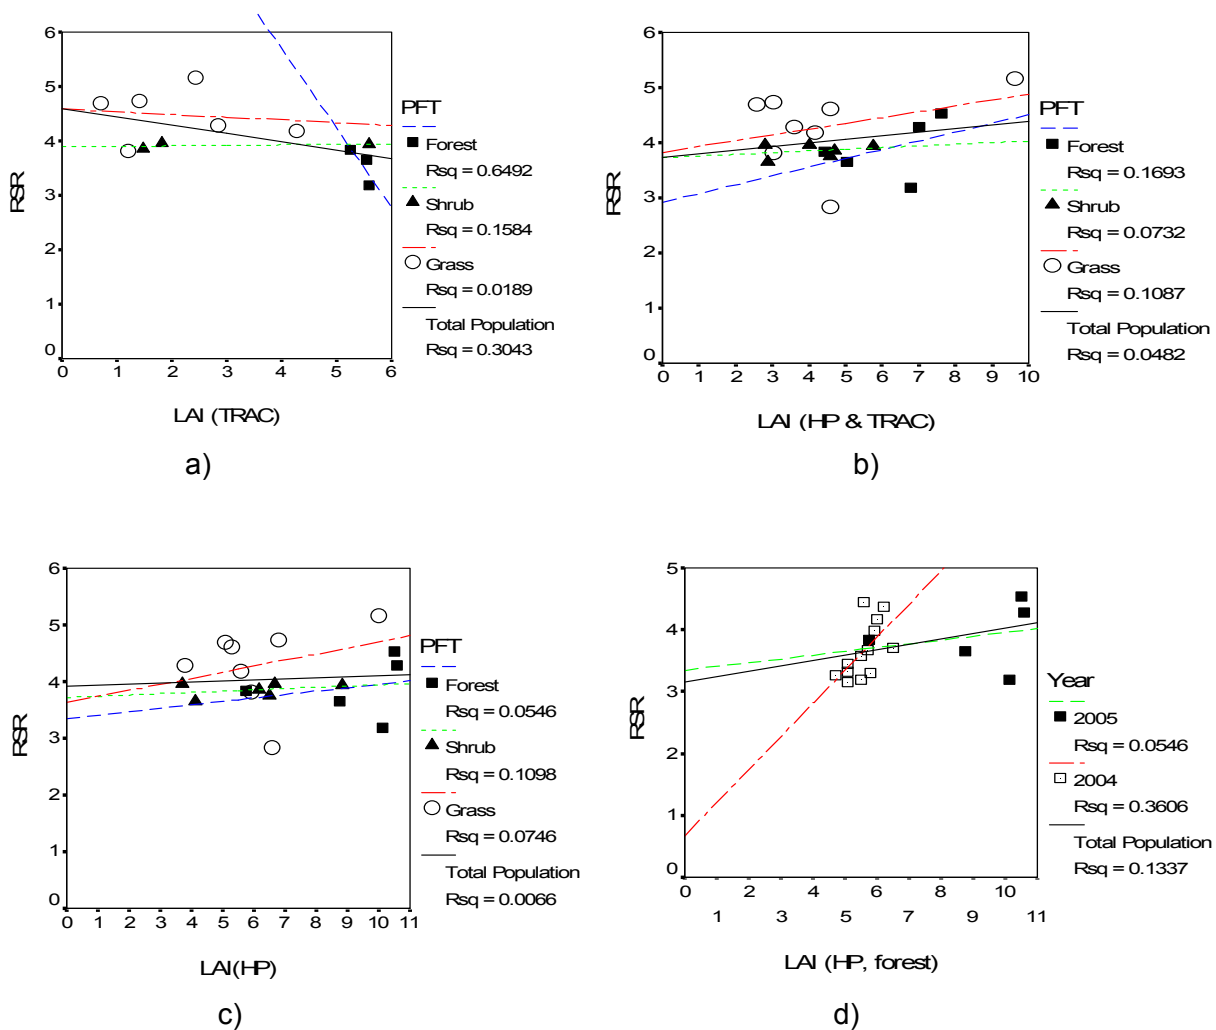 6
5
4
3
2
1
0
RSR
0 1 2 3 4 5 6
LAI (TRAC)
PFT
Forest
Rsq = 0.6492
Shrub
Rsq = 0.1584
Grass
Rsq = 0.0189
Total Population
Rsq = 0.3043
a)
6
5
4
3
2
1
0
RSR
0 1 2 3 4 5 6 7 8 9 10
LAI (HP & TRAC)
PFT
Forest
Rsq = 0.1693
Shrub
Rsq = 0.0732
Grass
Rsq = 0.1087
Total Population
Rsq = 0.0482
b)
6
5
4
3
2
1
0
RSR
0 1 2 3 4 5 6 7 8 9 10 11
LAI(HP)
PFT
Forest
Rsq = 0.0546
Shrub
Rsq = 0.1098
Grass
Rsq = 0.0746
Total Population
Rsq = 0.0066
c)
5
4
3
2
1
0
RSR
0 2 4 6 8 10
1 3 5 7 9 11
LAI (HP, forest)
Year
2005
Rsq = 0.0546
2004
Rsq = 0.3606
Total Population
Rsq = 0.1337
d)